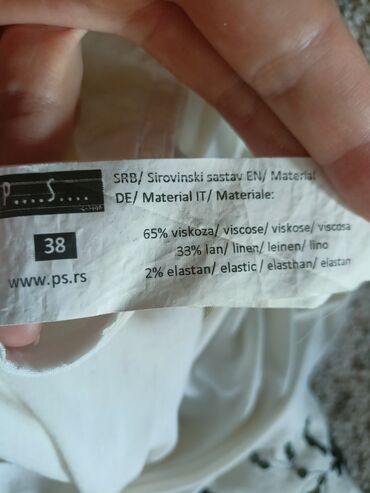 P....S.....
SRB/ Sirovinski sastav EN/ Material
DE/ Material IT/ Materiale:
38
65% viskoza/ viscose/ viskose/ viscosa
33% lan/ linen/ leinen/ lino
www.ps.rs
2% elastan/ elastic / elasthan/ elastan